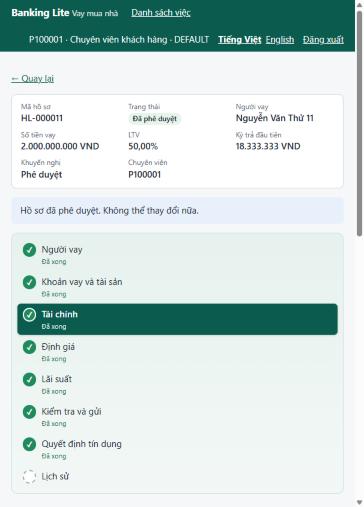 Banking Lite Vay mua nhà Danh sách việc
P100001 · Chuyên viên khách hàng · DEFAULT Tiếng Việt English Đăng xuất
← Quay lại
Mã hồ sơ Trạng thái Người vay
HL-000011 Đã phê duyệt Nguyễn Văn Thử 11
Số tiền vay LTV Kỳ trả đầu tiên
2.000.000.000 VND 50,00% 18.333.333 VND
Khuyến nghị Chuyên viên
Phê duyệt P100001
Hồ sơ đã phê duyệt. Không thể thay đổi nữa.
Người vay
Đã xong
Khoản vay và tài sản
Đã xong
Tài chính
Đã xong
Định giá
Đã xong
Lãi suất
Đã xong
Kiểm tra và gửi
Đã xong
Quyết định tín dụng
Đã xong
Lịch sử